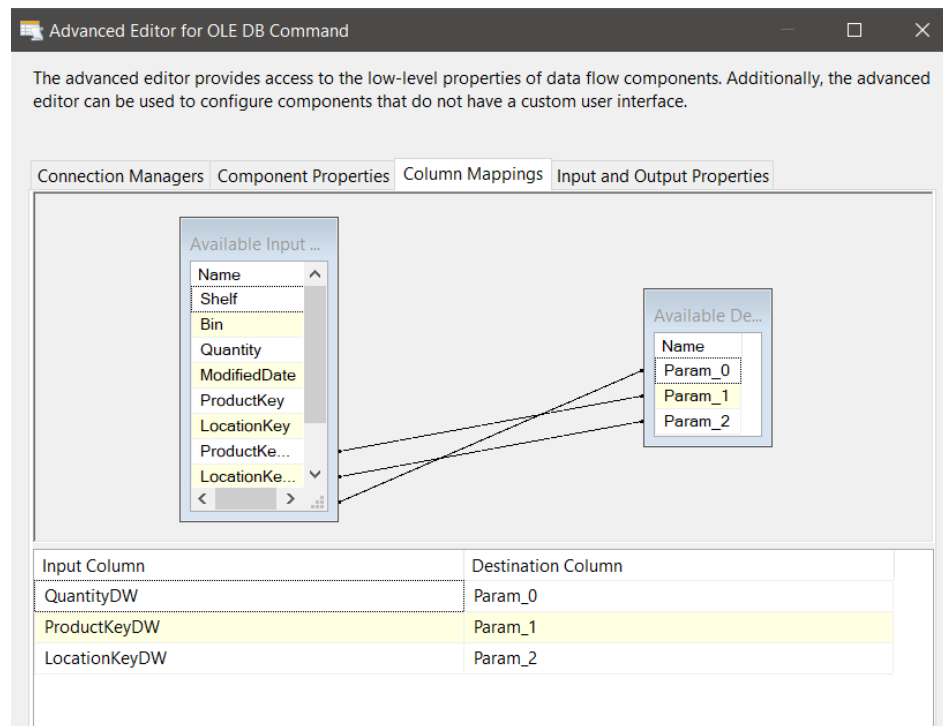 Advanced Editor for OLE DB Command
The advanced editor provides access to the low-level properties of data flow components. Additionally, the advanced
editor can be used to configure components that do not have a custom user interface.
Connection Managers Component Properties Column Mappings Input and Output Properties
Available Input ...
Name
Shelf
Bin
Quantity
ModifiedDate
ProductKey
LocationKey
ProductKe...
LocationKe...
Available De...
Name
Param_0
Param_1
Param_2
Input Column Destination Column
QuantityDW Param_0
ProductKeyDW Param_1
LocationKeyDW Param_2